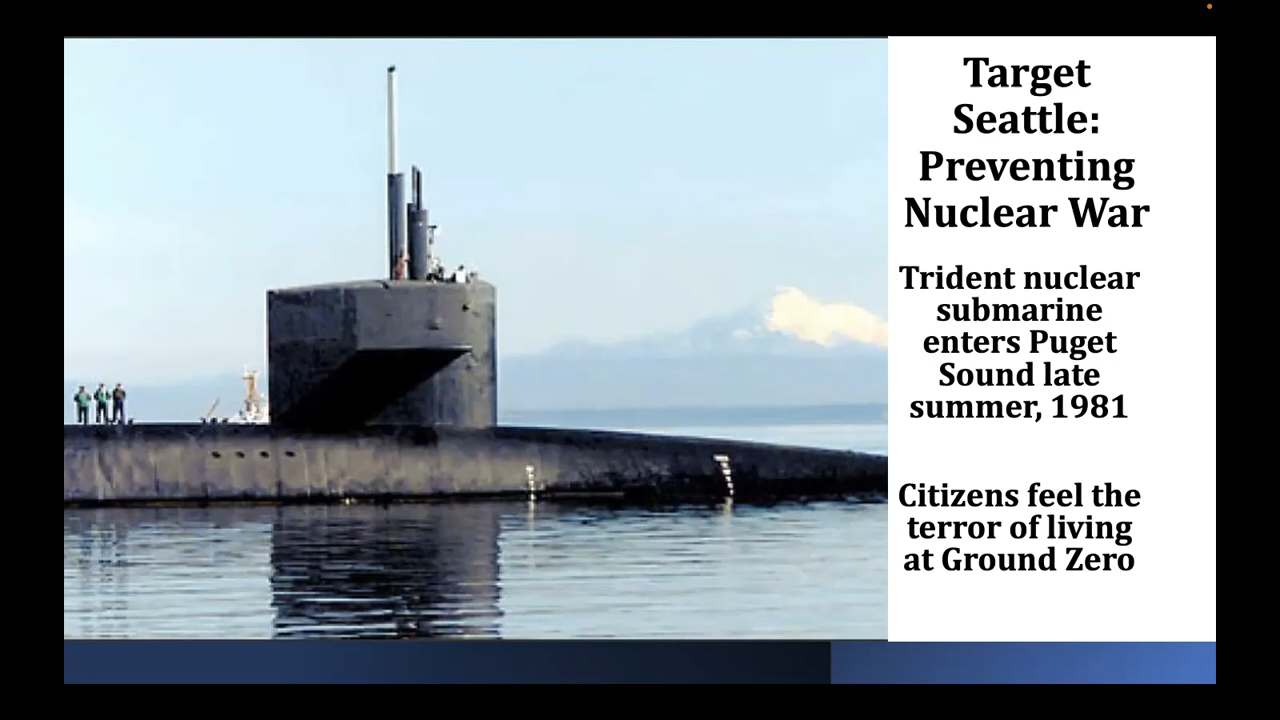 Target
Seattle:
Preventing
Nuclear War
Trident nuclear
submarine
enters Puget
Sound late
summer, 1981
Citizens feel the
terror of living
at Ground Zero